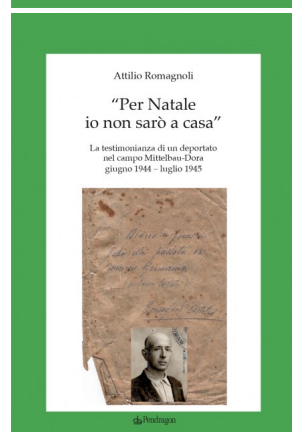 Attilio Romagnoli
“Per Natale
io non sarò a casa”
La testimonianza di un deportato
nel campo Mittelbau-Dora
giugno 1944 – luglio 1945
Pendragon